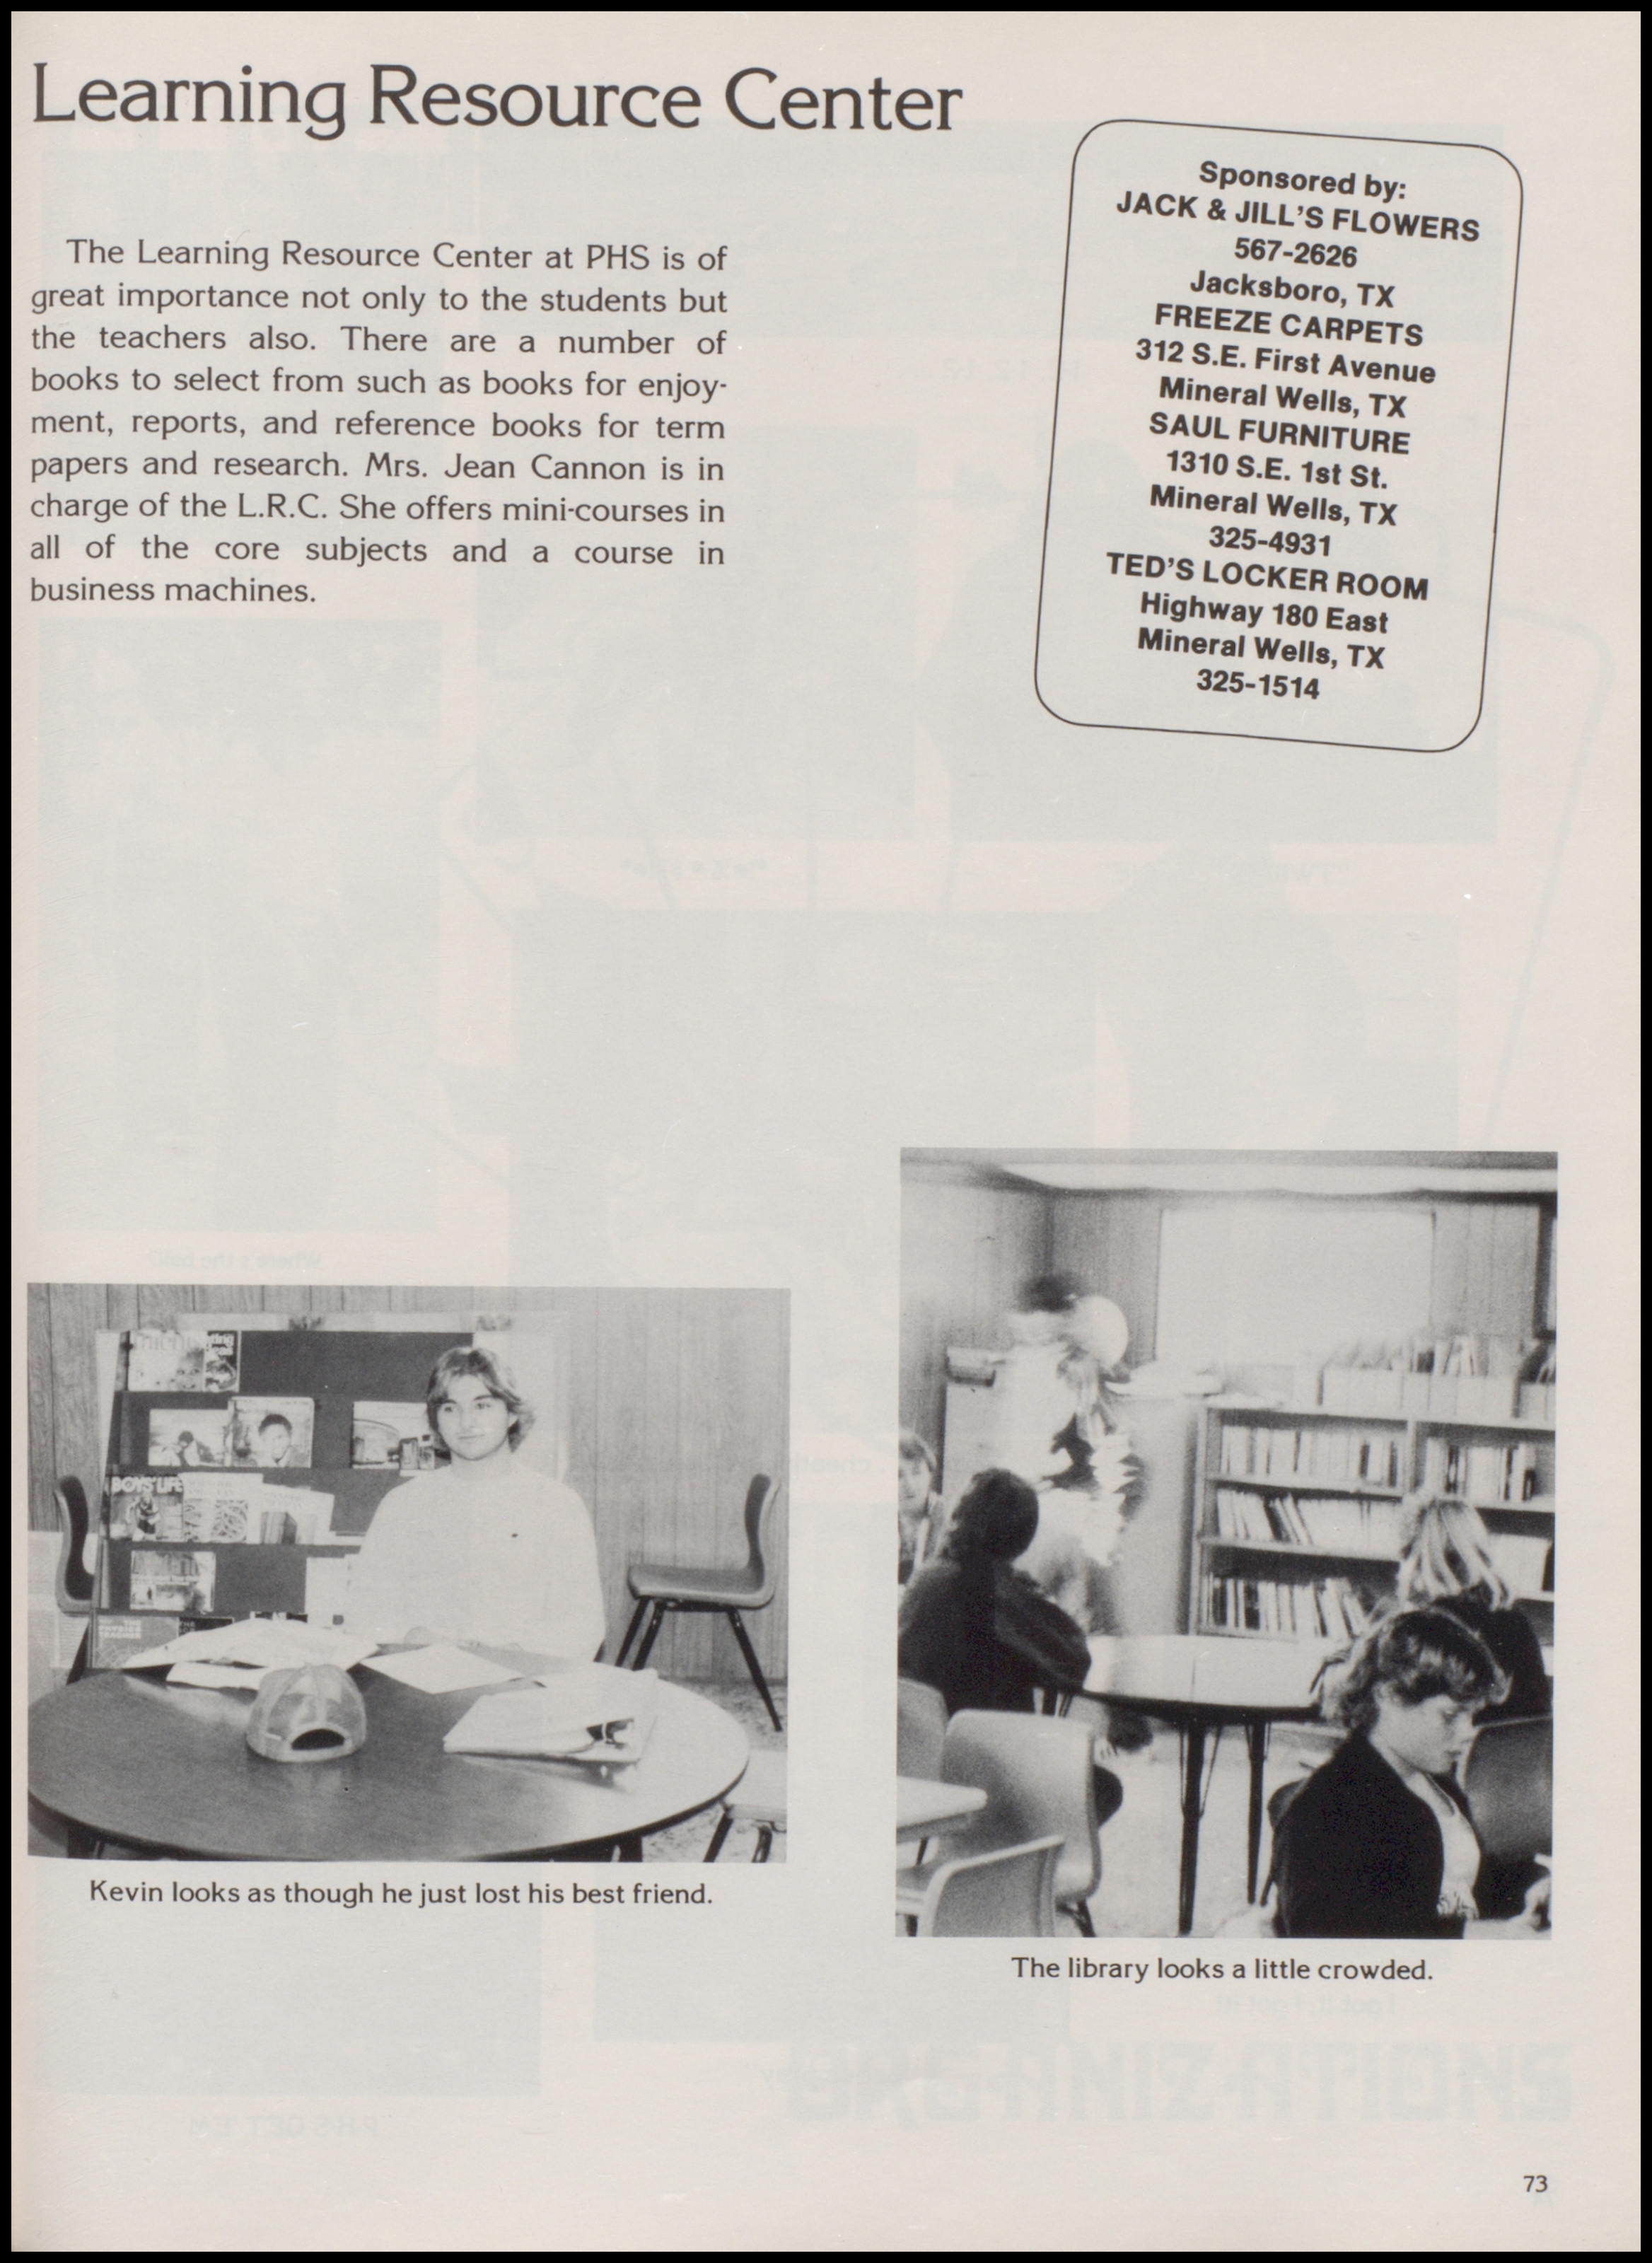 Learning Resource Center
The Learning Resource Center at PHS is of
great importance not only to the students but
the teachers also. There are a number of
books to select from such as books for enjoy-
ment, reports, and reference books for term
papers and research. Mrs. Jean Cannon is in
charge of the L.R.C. She offers mini-courses in
all of the core subjects and a course in
business machines.
Sponsored by:
JACK & JILL'S FLOWERS
567-2626
Jacksboro, TX
FREEZE CARPETS
312 S.E. First Avenue
Mineral Wells, TX
SAUL FURNITURE
1310 S.E. 1st St.
Mineral Wells, TX
325-4931
TED'S LOCKER ROOM
Highway 180 East
Mineral Wells, TX
325-1514
BOYS' LIFE
Kevin looks as though he just lost his best friend.
The library looks a little crowded.
73